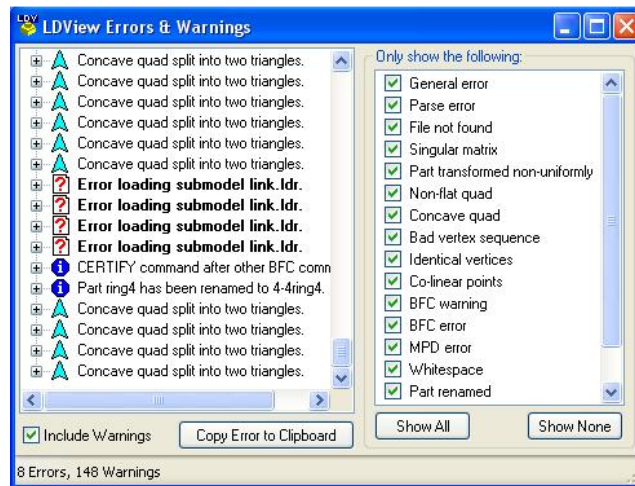 LDView Errors & Warnings
Concave quad split into two triangles.
Concave quad split into two triangles.
Concave quad split into two triangles.
Concave quad split into two triangles.
Concave quad split into two triangles.
Concave quad split into two triangles.
Error loading submodel link.ldr.
Error loading submodel link.ldr.
Error loading submodel link.ldr.
Error loading submodel link.ldr.
CERTIFY command after other BFC comn
Part ring4 has been renamed to 4-4ring4.
Concave quad split into two triangles.
Concave quad split into two triangles.
Concave quad split into two triangles.
Concave quad split into two triangles.
Include Warnings
Copy Error to Clipboard
Only show the following:
General error
Parse error
File not found
Singular matrix
Part transformed non-uniformly
Non-flat quad
Concave quad
Bad vertex sequence
Identical vertices
Co-linear points
BFC warning
BFC error
MPD error
Whitespace
Part renamed
Show All
Show None
8 Errors, 148 Warnings